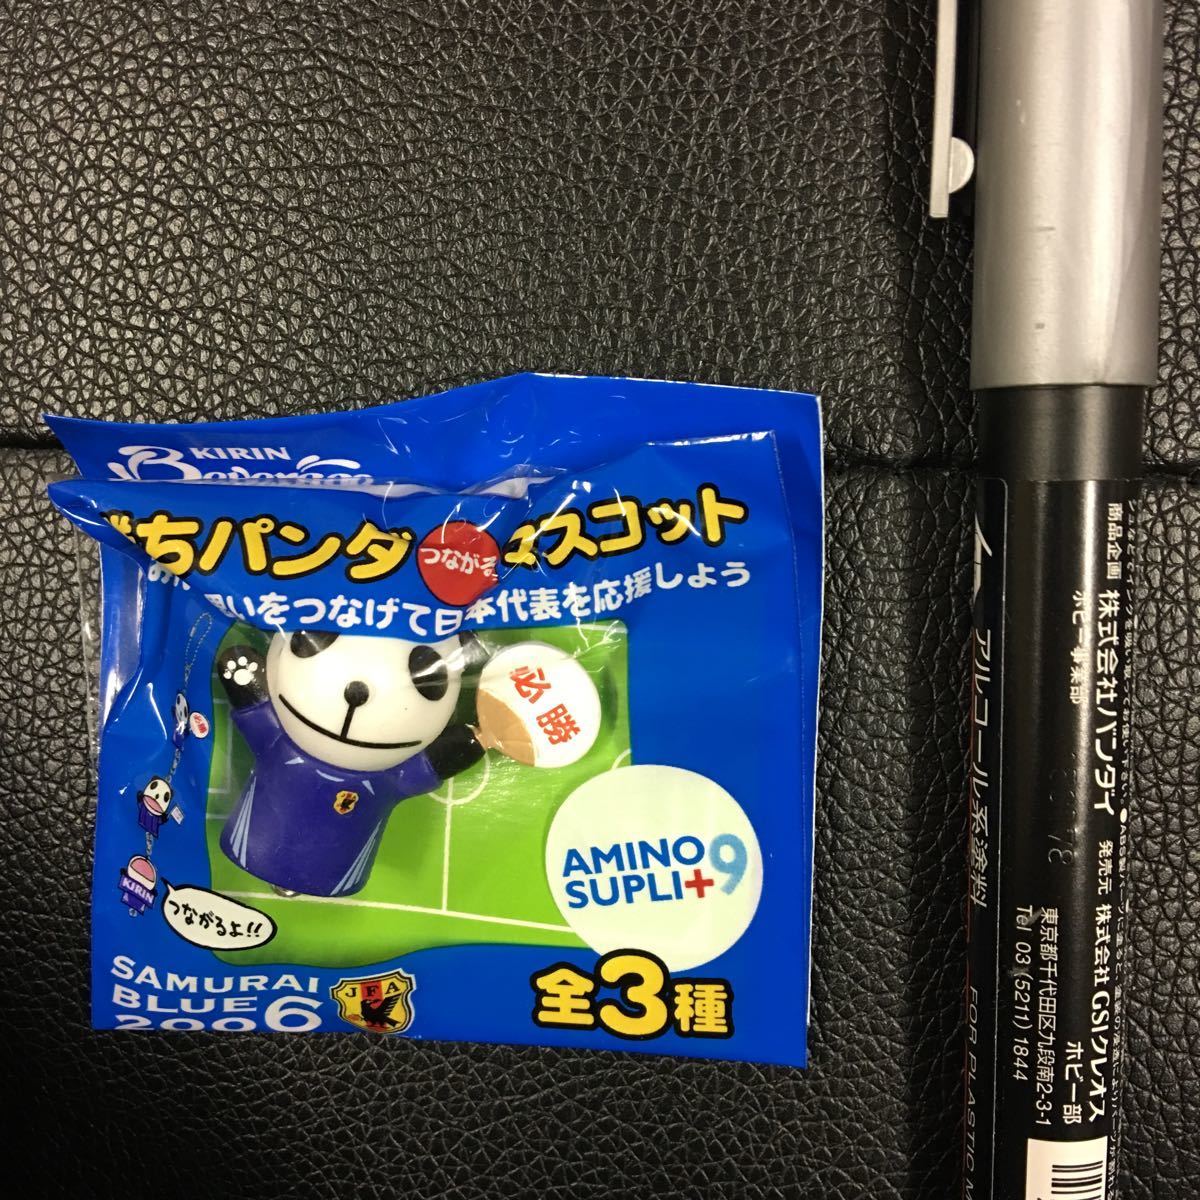 KIRIN
Beverage
ちパンダ つながる マスコット
いをつなげて日本代表を応援しよう
必勝
必勝
KIRIN
つながるよ!!
AMINO
SUPLI+9
SAMURAI
BLUE
2006
JFA
全3種
商品企画 株式会社バンダイ 発売元 株式会社GSIクレオス
ホビー事業部
ホビー部
東京都千代田区九段南2-3-1
Tel 03 (5211) 1844
アルコール系塗料
FOR PLASTIC M